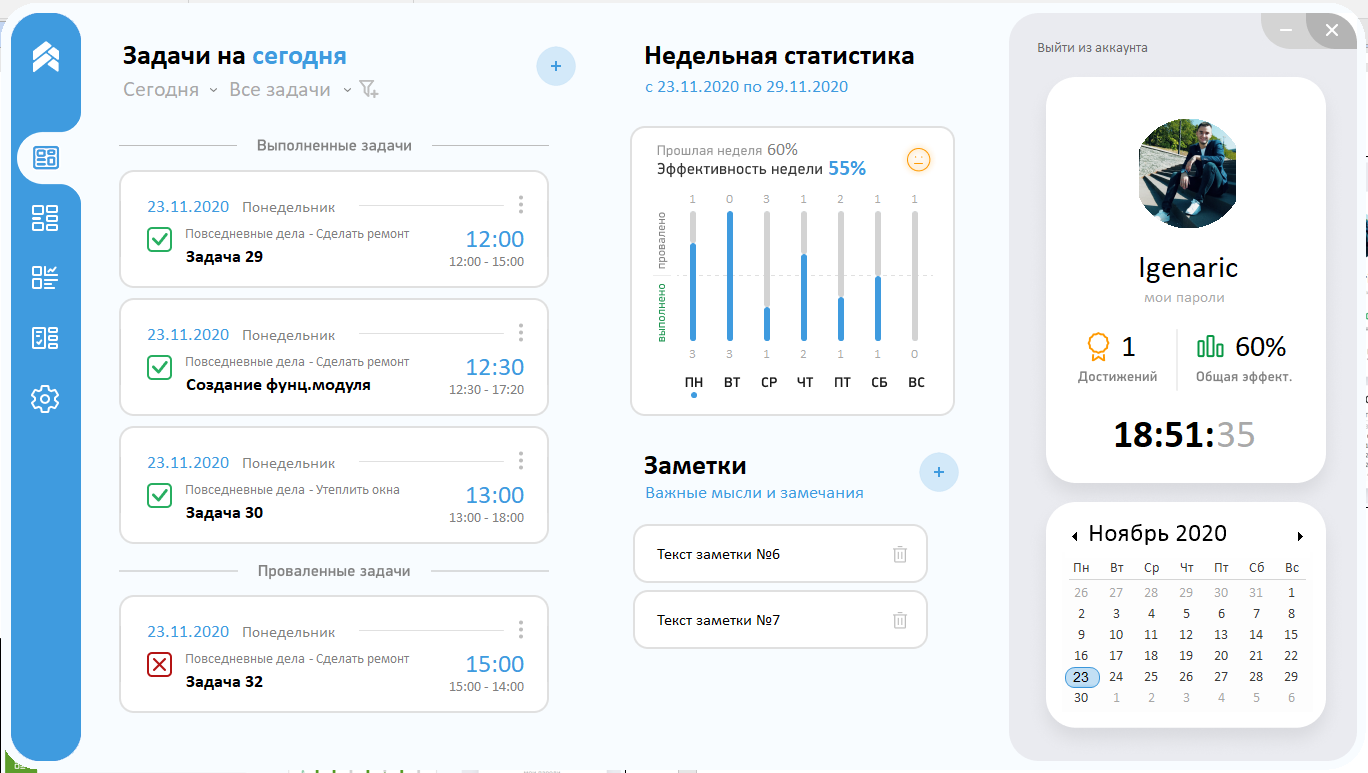 Задачи на сегодня
Сегодня Все задачи
Выполненные задачи
23.11.2020 Понедельник
Повседневные дела - Сделать ремонт
Задача 29
12:00
12:00 - 15:00
23.11.2020 Понедельник
Повседневные дела - Сделать ремонт
Создание фунц.модуля
12:30
12:30 - 17:20
23.11.2020 Понедельник
Повседневные дела - Утеплить окна
Задача 30
13:00
13:00 - 18:00
Проваленные задачи
23.11.2020 Понедельник
Повседневные дела - Сделать ремонт
Задача 32
15:00
15:00 - 14:00
Недельная статистика
с 23.11.2020 по 29.11.2020
Прошлая неделя 60%
Эффективность недели 55%
1 0 3 1 2 1 1
провалено
выполнено
3 3 1 2 1 1 0
ПН ВТ СР ЧТ ПТ СБ ВС
Заметки
Важные мысли и замечания
Текст заметки №6
Текст заметки №7
Выйти из аккаунта
Igenaric
мои пароли
1
Достижений
60%
Общая эффект.
18:51:35
Ноябрь 2020
Пн Вт Ср Чт Пт Сб Вс
26 27 28 29 30 31 1
2 3 4 5 6 7 8
9 10 11 12 13 14 15
16 17 18 19 20 21 22
23 24 25 26 27 28 29
30 1 2 3 4 5 6